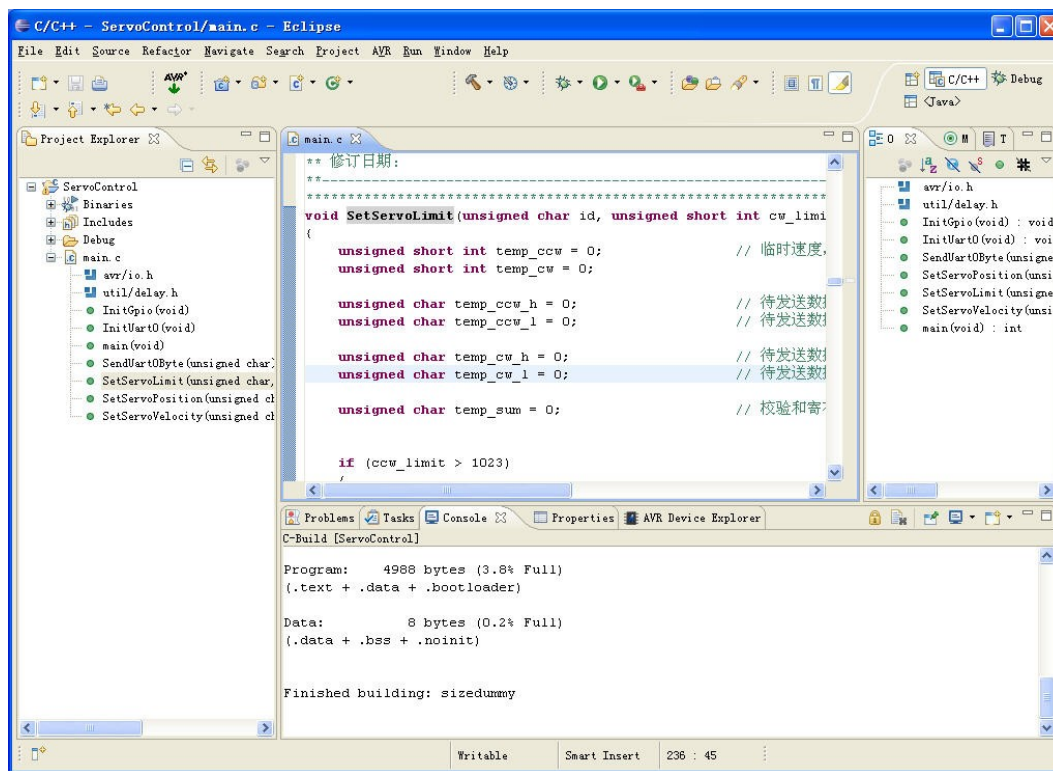 C/C++ - ServoControl/main.c - Eclipse
File Edit Source Refactor Navigate Search Project AVR Run Window Help
AVR
C/C++
Debug
<Java>
Project Explorer
ServoControl
Binaries
Includes
Debug
main.c
avr/io.h
util/delay.h
InitGpio(void)
InitUart0(void)
main(void)
SendUart0Byte(unsigned char)
SetServoLimit(unsigned char,
SetServoPosition(unsigned ch
SetServoVelocity(unsigned ch
main.c
** 修订日期:
**------------------------------------------------------------
************************************************************
void SetServoLimit(unsigned char id, unsigned short int cw_limi
{
unsigned short int temp_ccw = 0; // 临时速度,
unsigned short int temp_cw = 0;
unsigned char temp_ccw_h = 0; // 待发送数据
unsigned char temp_ccw_l = 0; // 待发送数据
unsigned char temp_cw_h = 0; // 待发送数据
unsigned char temp_cw_l = 0; // 待发送数据
unsigned char temp_sum = 0; // 校验和寄存
if (ccw_limit > 1023)
{
O M T
avr/io.h
util/delay.h
InitGpio(void) : void
InitUart0(void) : voi
SendUart0Byte(unsigne
SetServoPosition(unsi
SetServoLimit(unsigne
SetServoVelocity(unsi
main(void) : int
Problems Tasks Console Properties AVR Device Explorer
C-Build [ServoControl]
Program: 4988 bytes (3.8% Full)
(.text + .data + .bootloader)
Data: 8 bytes (0.2% Full)
(.data + .bss + .noinit)
Finished building: sizedummy
Writable Smart Insert 236 : 45